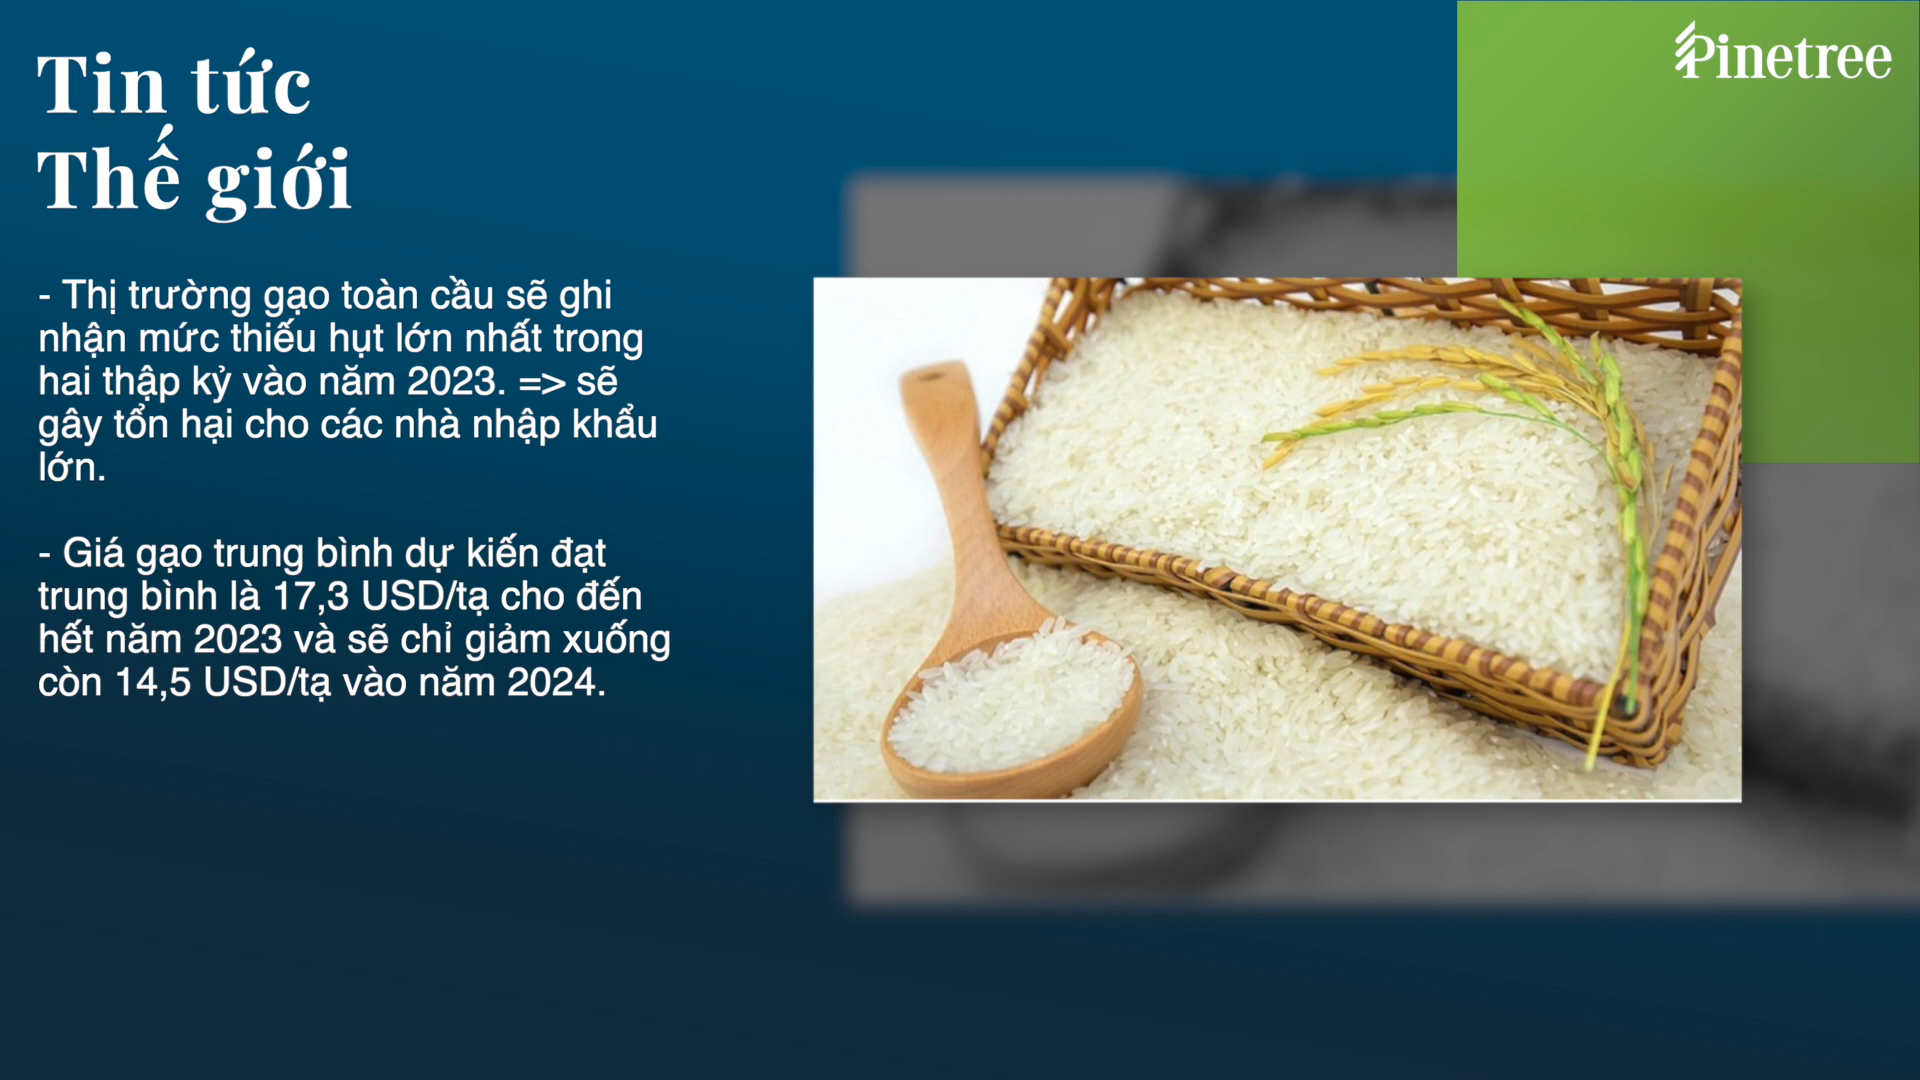 Pinetree
Tin tức
Thế giới
- Thị trường gạo toàn cầu sẽ ghi
nhận mức thiếu hụt lớn nhất trong
hai thập kỷ vào năm 2023. => sẽ
gây tổn hại cho các nhà nhập khẩu
lớn.
- Giá gạo trung bình dự kiến đạt
trung bình là 17,3 USD/tạ cho đến
hết năm 2023 và sẽ chỉ giảm xuống
còn 14,5 USD/tạ vào năm 2024.